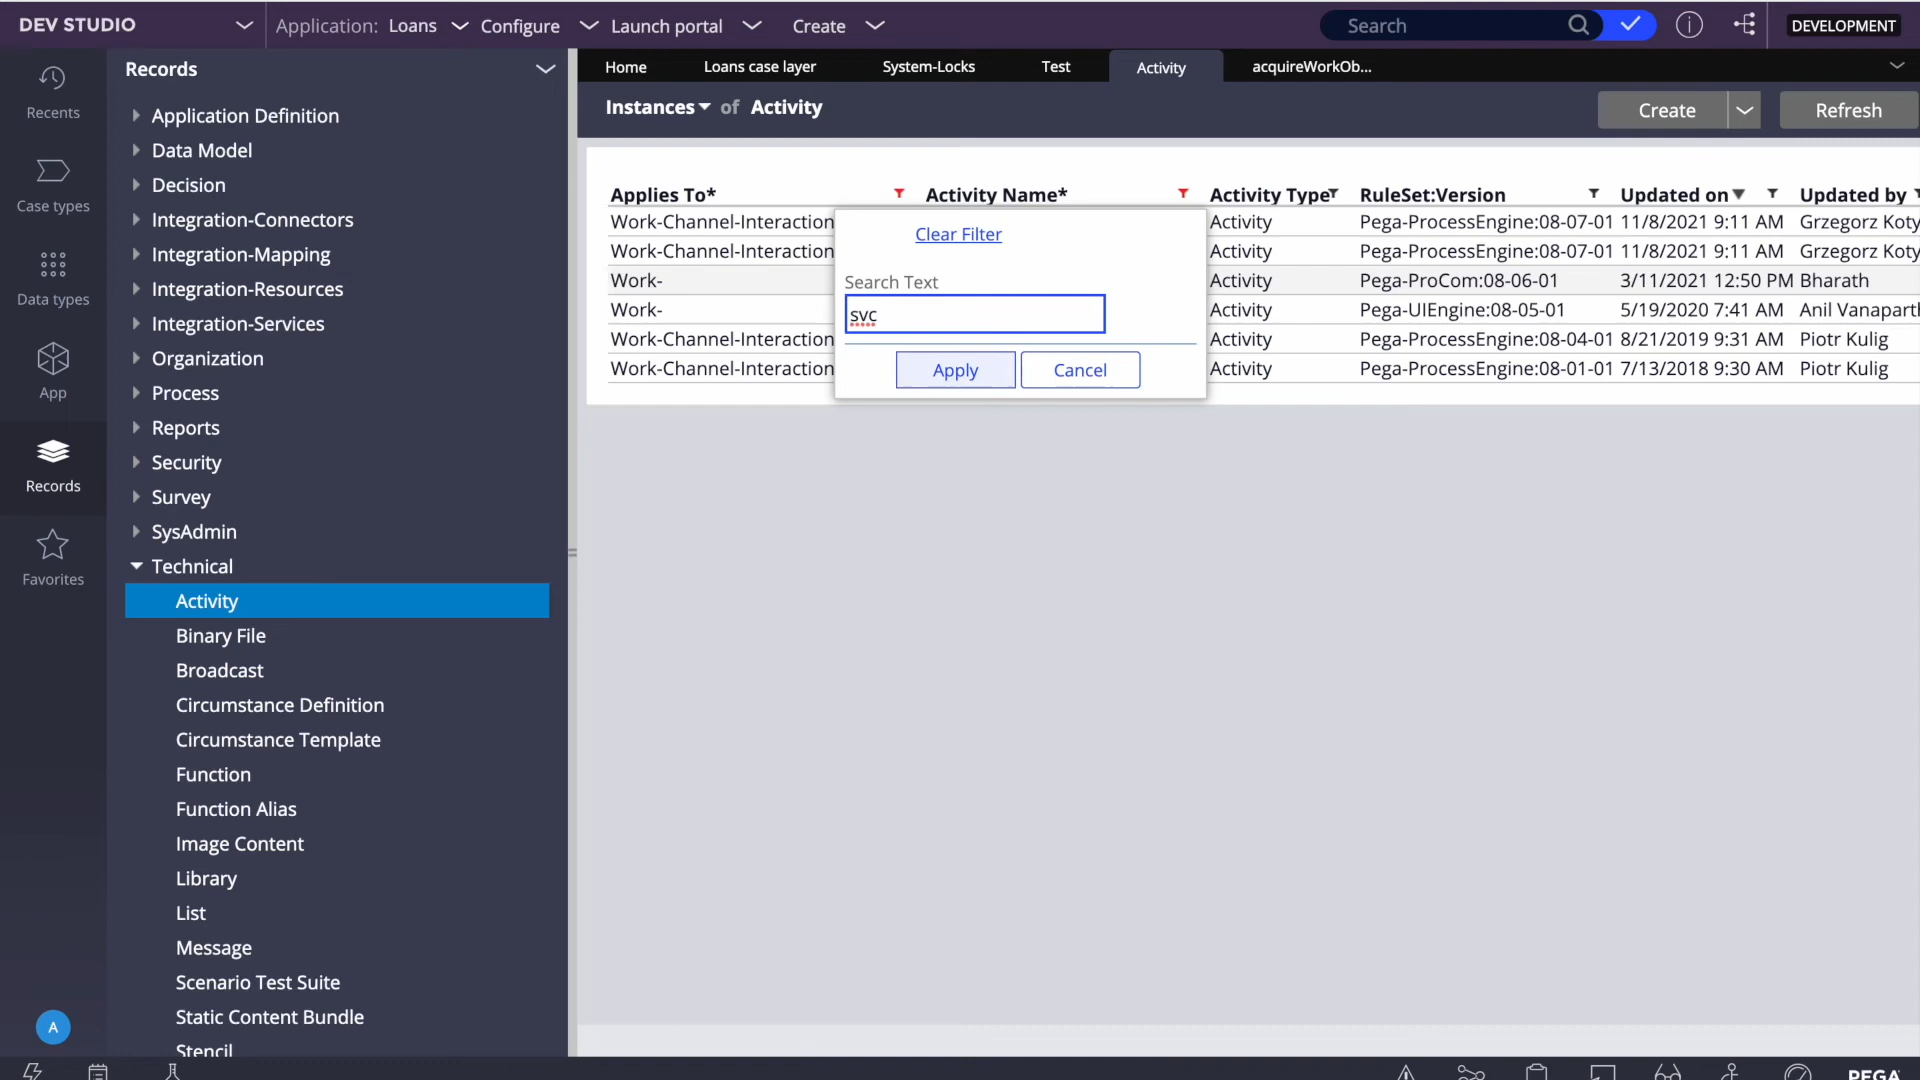 DEV STUDIO
Application: Loans
Configure
Launch portal
Create
Search
DEVELOPMENT
Recents
Case types
Data types
App
Records
Favorites
A
Records
Application Definition
Data Model
Decision
Integration-Connectors
Integration-Mapping
Integration-Resources
Integration-Services
Organization
Process
Reports
Security
Survey
SysAdmin
Technical
Activity
Binary File
Broadcast
Circumstance Definition
Circumstance Template
Function
Function Alias
Image Content
Library
List
Message
Scenario Test Suite
Static Content Bundle
Stencil
Home
Loans case layer
System-Locks
Test
Activity
acquireWorkOb...
Instances of Activity
Create
Refresh
Applies To* Activity Name* Activity Type RuleSet:Version Updated on Updated by
Work-Channel-Interaction Activity Pega-ProcessEngine:08-07-01 11/8/2021 9:11 AM Grzegorz Koty
Work-Channel-Interaction Activity Pega-ProcessEngine:08-07-01 11/8/2021 9:11 AM Grzegorz Koty
Work- Activity Pega-ProCom:08-06-01 3/11/2021 12:50 PM Bharath
Work- Activity Pega-UIEngine:08-05-01 5/19/2020 7:41 AM Anil Vanaparth
Work-Channel-Interaction Activity Pega-ProcessEngine:08-04-01 8/21/2019 9:31 AM Piotr Kulig
Work-Channel-Interaction Activity Pega-ProcessEngine:08-01-01 7/13/2018 9:30 AM Piotr Kulig
Clear Filter
Search Text
svc
Apply
Cancel
PEGA